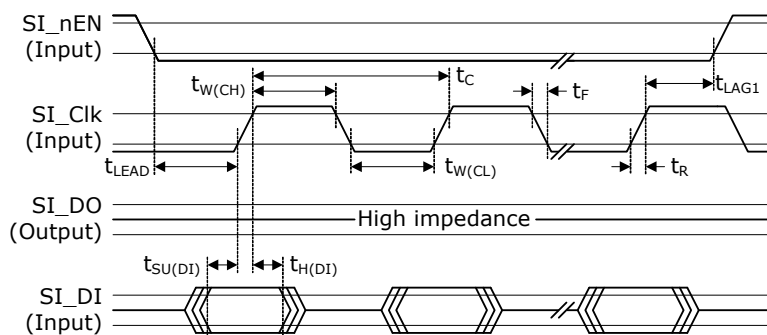 SI_nEN
(Input)
tC
tW(CH)
tF
tLAG1
SI_Clk
(Input)
tLEAD
tW(CL)
tR
SI_DO
(Output)
High impedance
tSU(DI)
tH(DI)
SI_DI
(Input)